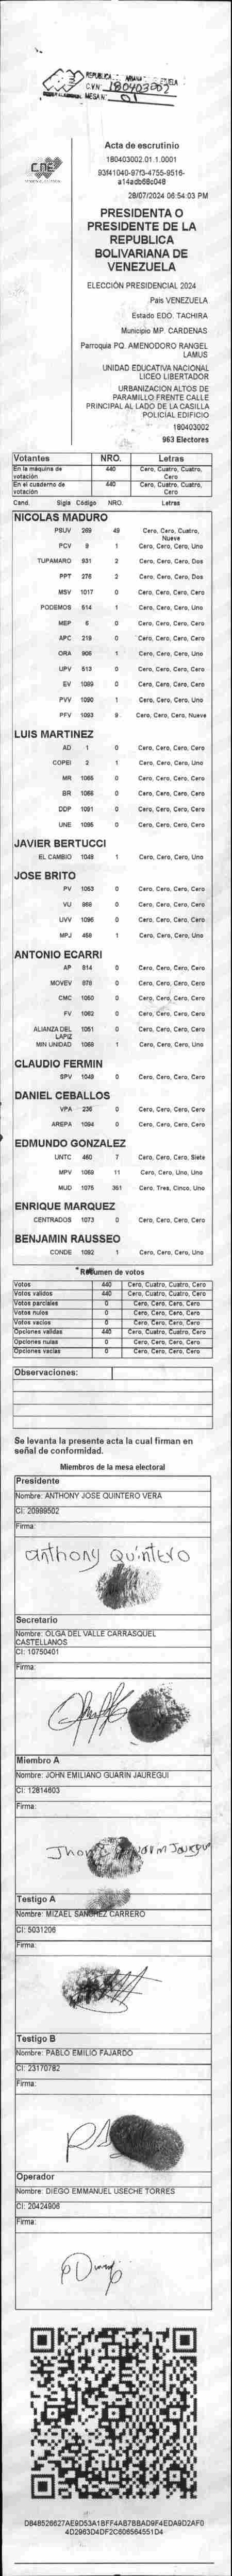 REPUBLICA
C.V.N: 180403002
MESA N° 01
CNE
Acta de escrutinio
180403002.01.1.0001
28/07/2024 06:54:03 PM
PRESIDENTA O
PRESIDENTE DE LA
REPUBLICA
BOLIVARIANA DE
VENEZUELA
ELECCIÓN PRESIDENCIAL 2024
Pais VENEZUELA
Estado EDO. TACHIRA
Municipio MP. CARDENAS
Parroquia PQ. AMENODORO RANGEL
LAMUS
UNIDAD EDUCATIVA NACIONAL
LICEO LIBERTADOR
URBANIZACION ALTOS DE
PARAMILLO FRENTE CALLE
PRINCIPAL AL LADO DE LA CASILLA
POLICIAL EDIFICIO
180403002
963 Electores
Votantes NRO. Letras
En la máquina de votación 440 Cero, Cuatro, Cuatro, Cero
En el cuaderno de votación 440 Cero, Cuatro, Cuatro, Cero
Cand. Sigla Código NRO. Letras
NICOLAS MADURO
PSUV 269 49 Cero, Cero, Cuatro, Nueve
PCV 9 1 Cero, Cero, Cero, Uno
TUPAMARO 931 2 Cero, Cero, Cero, Dos
PPT 276 2 Cero, Cero, Cero, Dos
MSV 1017 0 Cero, Cero, Cero, Cero
PODEMOS 614 1 Cero, Cero, Cero, Uno
MEP 6 0 Cero, Cero, Cero, Cero
APC 219 0 Cero, Cero, Cero, Cero
ORA 906 1 Cero, Cero, Cero, Uno
UPV 513 0 Cero, Cero, Cero, Cero
EV 1089 0 Cero, Cero, Cero, Cero
PVV 1090 1 Cero, Cero, Cero, Uno
PFV 1093 9 Cero, Cero, Cero, Nueve
LUIS MARTINEZ
AD 1 0 Cero, Cero, Cero, Cero
COPEI 2 1 Cero, Cero, Cero, Uno
MR 1065 0 Cero, Cero, Cero, Cero
BR 1066 0 Cero, Cero, Cero, Cero
DDP 1091 0 Cero, Cero, Cero, Cero
UNE 1095 0 Cero, Cero, Cero, Cero
JAVIER BERTUCCI
EL CAMBIO 1048 1 Cero, Cero, Cero, Uno
JOSE BRITO
PV 1053 0 Cero, Cero, Cero, Cero
VU 868 0 Cero, Cero, Cero, Cero
UVV 1096 0 Cero, Cero, Cero, Cero
MPJ 458 1 Cero, Cero, Cero, Uno
ANTONIO ECARRI
AP 814 0 Cero, Cero, Cero, Cero
MOVEV 978 0 Cero, Cero, Cero, Cero
CMC 1050 0 Cero, Cero, Cero, Cero
FV 1062 0 Cero, Cero, Cero, Cero
ALIANZA DEL LAPIZ 1051 0 Cero, Cero, Cero, Cero
MIN UNIDAD 1068 1 Cero, Cero, Cero, Uno
CLAUDIO FERMIN
SPV 1049 0 Cero, Cero, Cero, Cero
DANIEL CEBALLOS
VPA 236 0 Cero, Cero, Cero, Cero
AREPA 1094 0 Cero, Cero, Cero, Cero
EDMUNDO GONZALEZ
UNTC 460 7 Cero, Cero, Cero, Siete
MPV 1069 11 Cero, Cero, Uno, Uno
MUD 1075 351 Cero, Tres, Cinco, Uno
ENRIQUE MARQUEZ
CENTRADOS 1073 0 Cero, Cero, Cero, Cero
BENJAMIN RAUSSEO
CONDE 1092 1 Cero, Cero, Cero, Uno
Resumen de votos
Votos 440 Cero, Cuatro, Cuatro, Cero
Votos validos 440 Cero, Cuatro, Cuatro, Cero
Votos parciales 0 Cero, Cero, Cero, Cero
Votos nulos 0 Cero, Cero, Cero, Cero
Votos vacios 0 Cero, Cero, Cero, Cero
Opciones validas 440 Cero, Cuatro, Cuatro, Cero
Opciones nulas 0 Cero, Cero, Cero, Cero
Opciones vacias 0 Cero, Cero, Cero, Cero
Observaciones:
Se levanta la presente acta la cual firman en
señal de conformidad.
Miembros de la mesa electoral
Presidente
Nombre: ANTHONY JOSE QUINTERO VERA
CI: 20999502
Firma:
anthony Quintero
Secretario
Nombre: OLGA DEL VALLE CARRASQUEL
CASTELLANOS
CI: 10750401
Firma:
Miembro A
Nombre: JOHN EMILIANO GUARIN JAUREGUI
CI: 12814603
Firma:
Testigo A
Nombre: MIZAEL SANCHEZ CARRERO
CI: 5031206
Firma:
Testigo B
Nombre: PABLO EMILIO FAJARDO
CI: 23170782
Firma:
Operador
Nombre: DIEGO EMMANUEL USECHE TORRES
CI: 20424906
Firma: